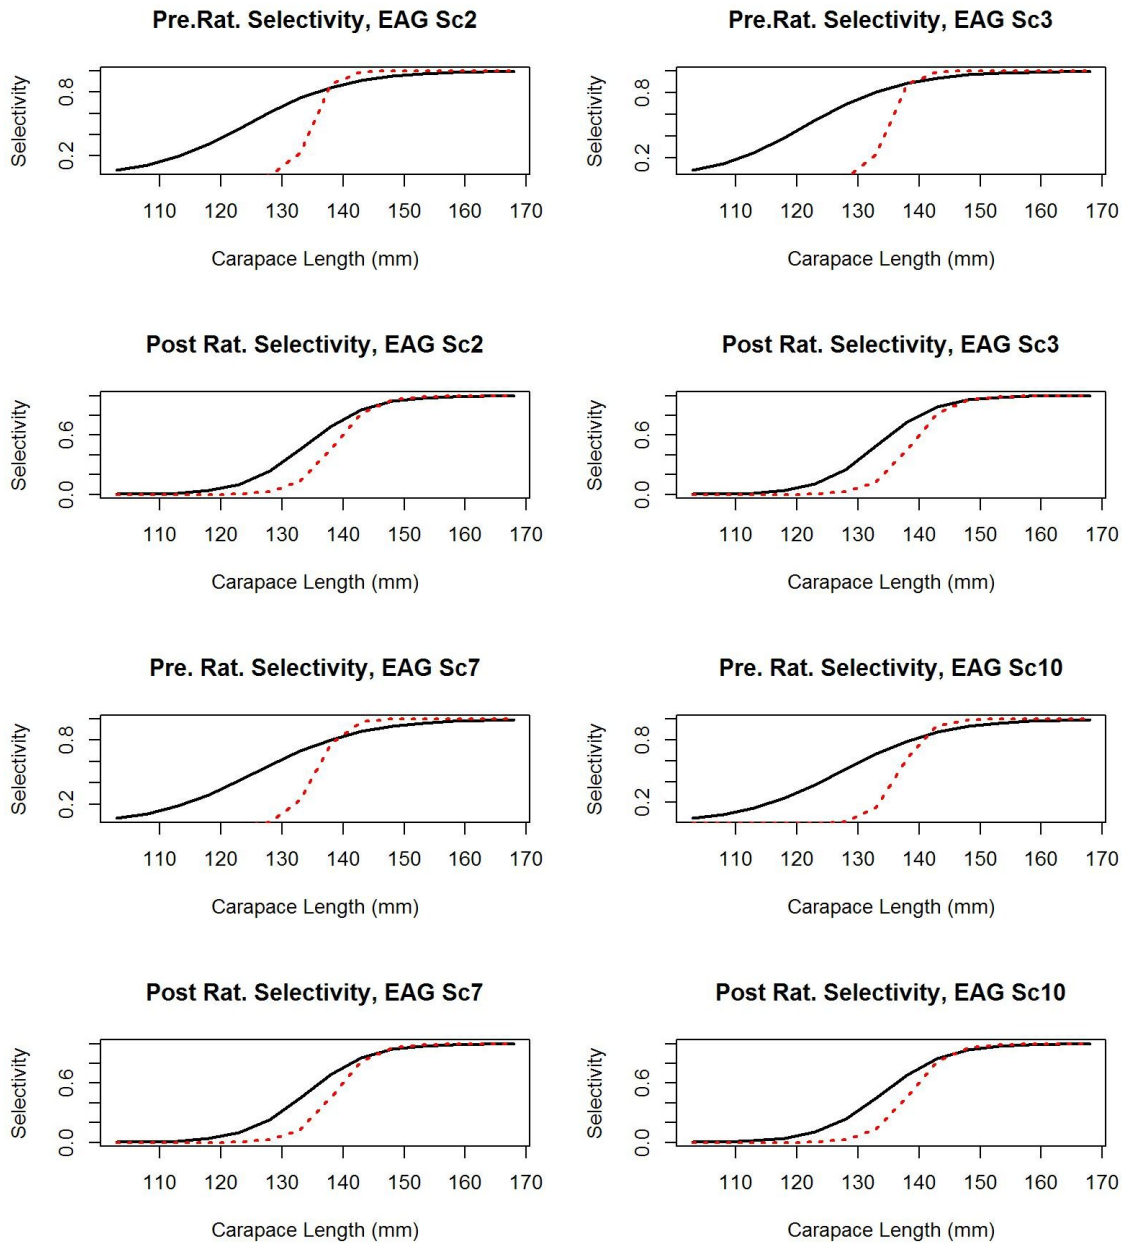 Pre.Rat. Selectivity, EAG Sc2
Selectivity
0.2 0.8
110 120 130 140 150 160 170
Carapace Length (mm)
Pre.Rat. Selectivity, EAG Sc3
Selectivity
0.2 0.8
110 120 130 140 150 160 170
Carapace Length (mm)
Post Rat. Selectivity, EAG Sc2
Selectivity
0.0 0.6
110 120 130 140 150 160 170
Carapace Length (mm)
Post Rat. Selectivity, EAG Sc3
Selectivity
0.0 0.6
110 120 130 140 150 160 170
Carapace Length (mm)
Pre. Rat. Selectivity, EAG Sc7
Selectivity
0.2 0.8
110 120 130 140 150 160 170
Carapace Length (mm)
Pre. Rat. Selectivity, EAG Sc10
Selectivity
0.2 0.8
110 120 130 140 150 160 170
Carapace Length (mm)
Post Rat. Selectivity, EAG Sc7
Selectivity
0.0 0.6
110 120 130 140 150 160 170
Carapace Length (mm)
Post Rat. Selectivity, EAG Sc10
Selectivity
0.0 0.6
110 120 130 140 150 160 170
Carapace Length (mm)